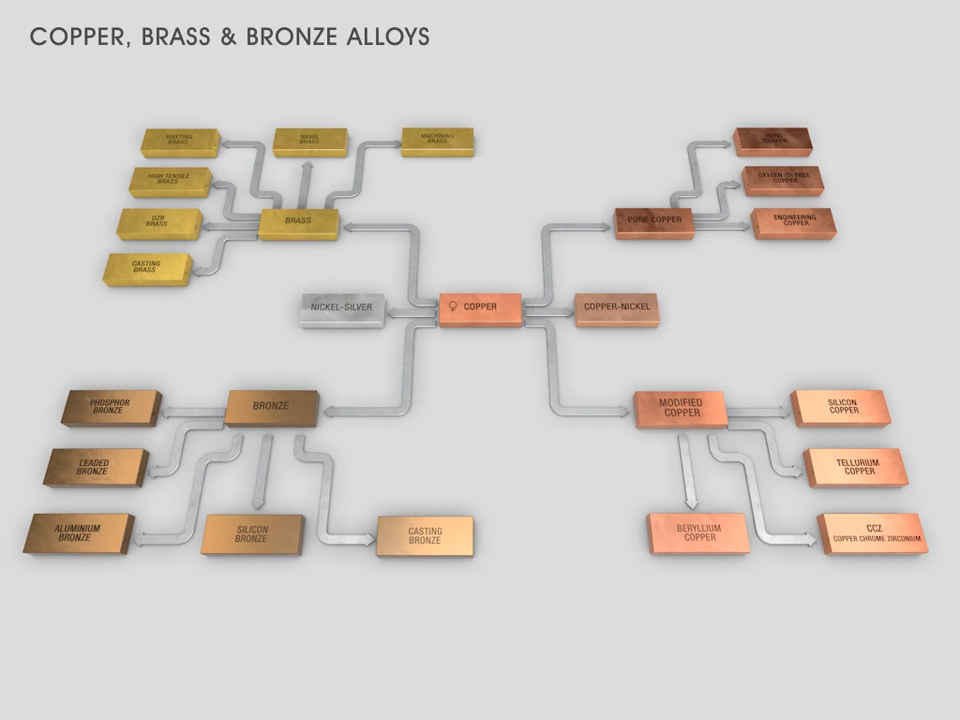 COPPER, BRASS & BRONZE ALLOYS
RIVETING
BRASS
NAVAL
BRASS
MACHINING
BRASS
HIGH TENSILE
BRASS
DZR
BRASS
BRASS
CASTING
BRASS
COPPER
OXYGEN (O) FREE
COPPER
PURE COPPER
ENGINEERING
COPPER
NICKEL-SILVER
♀ COPPER
COPPER-NICKEL
PHOSPHOR
BRONZE
BRONZE
LEADED
BRONZE
ALUMINIUM
BRONZE
SILICON
BRONZE
CASTING
BRONZE
MODIFIED
COPPER
SILICON
COPPER
TELLURIUM
COPPER
BERYLLIUM
COPPER
CCZ
COPPER CHROME ZIRCONIUM